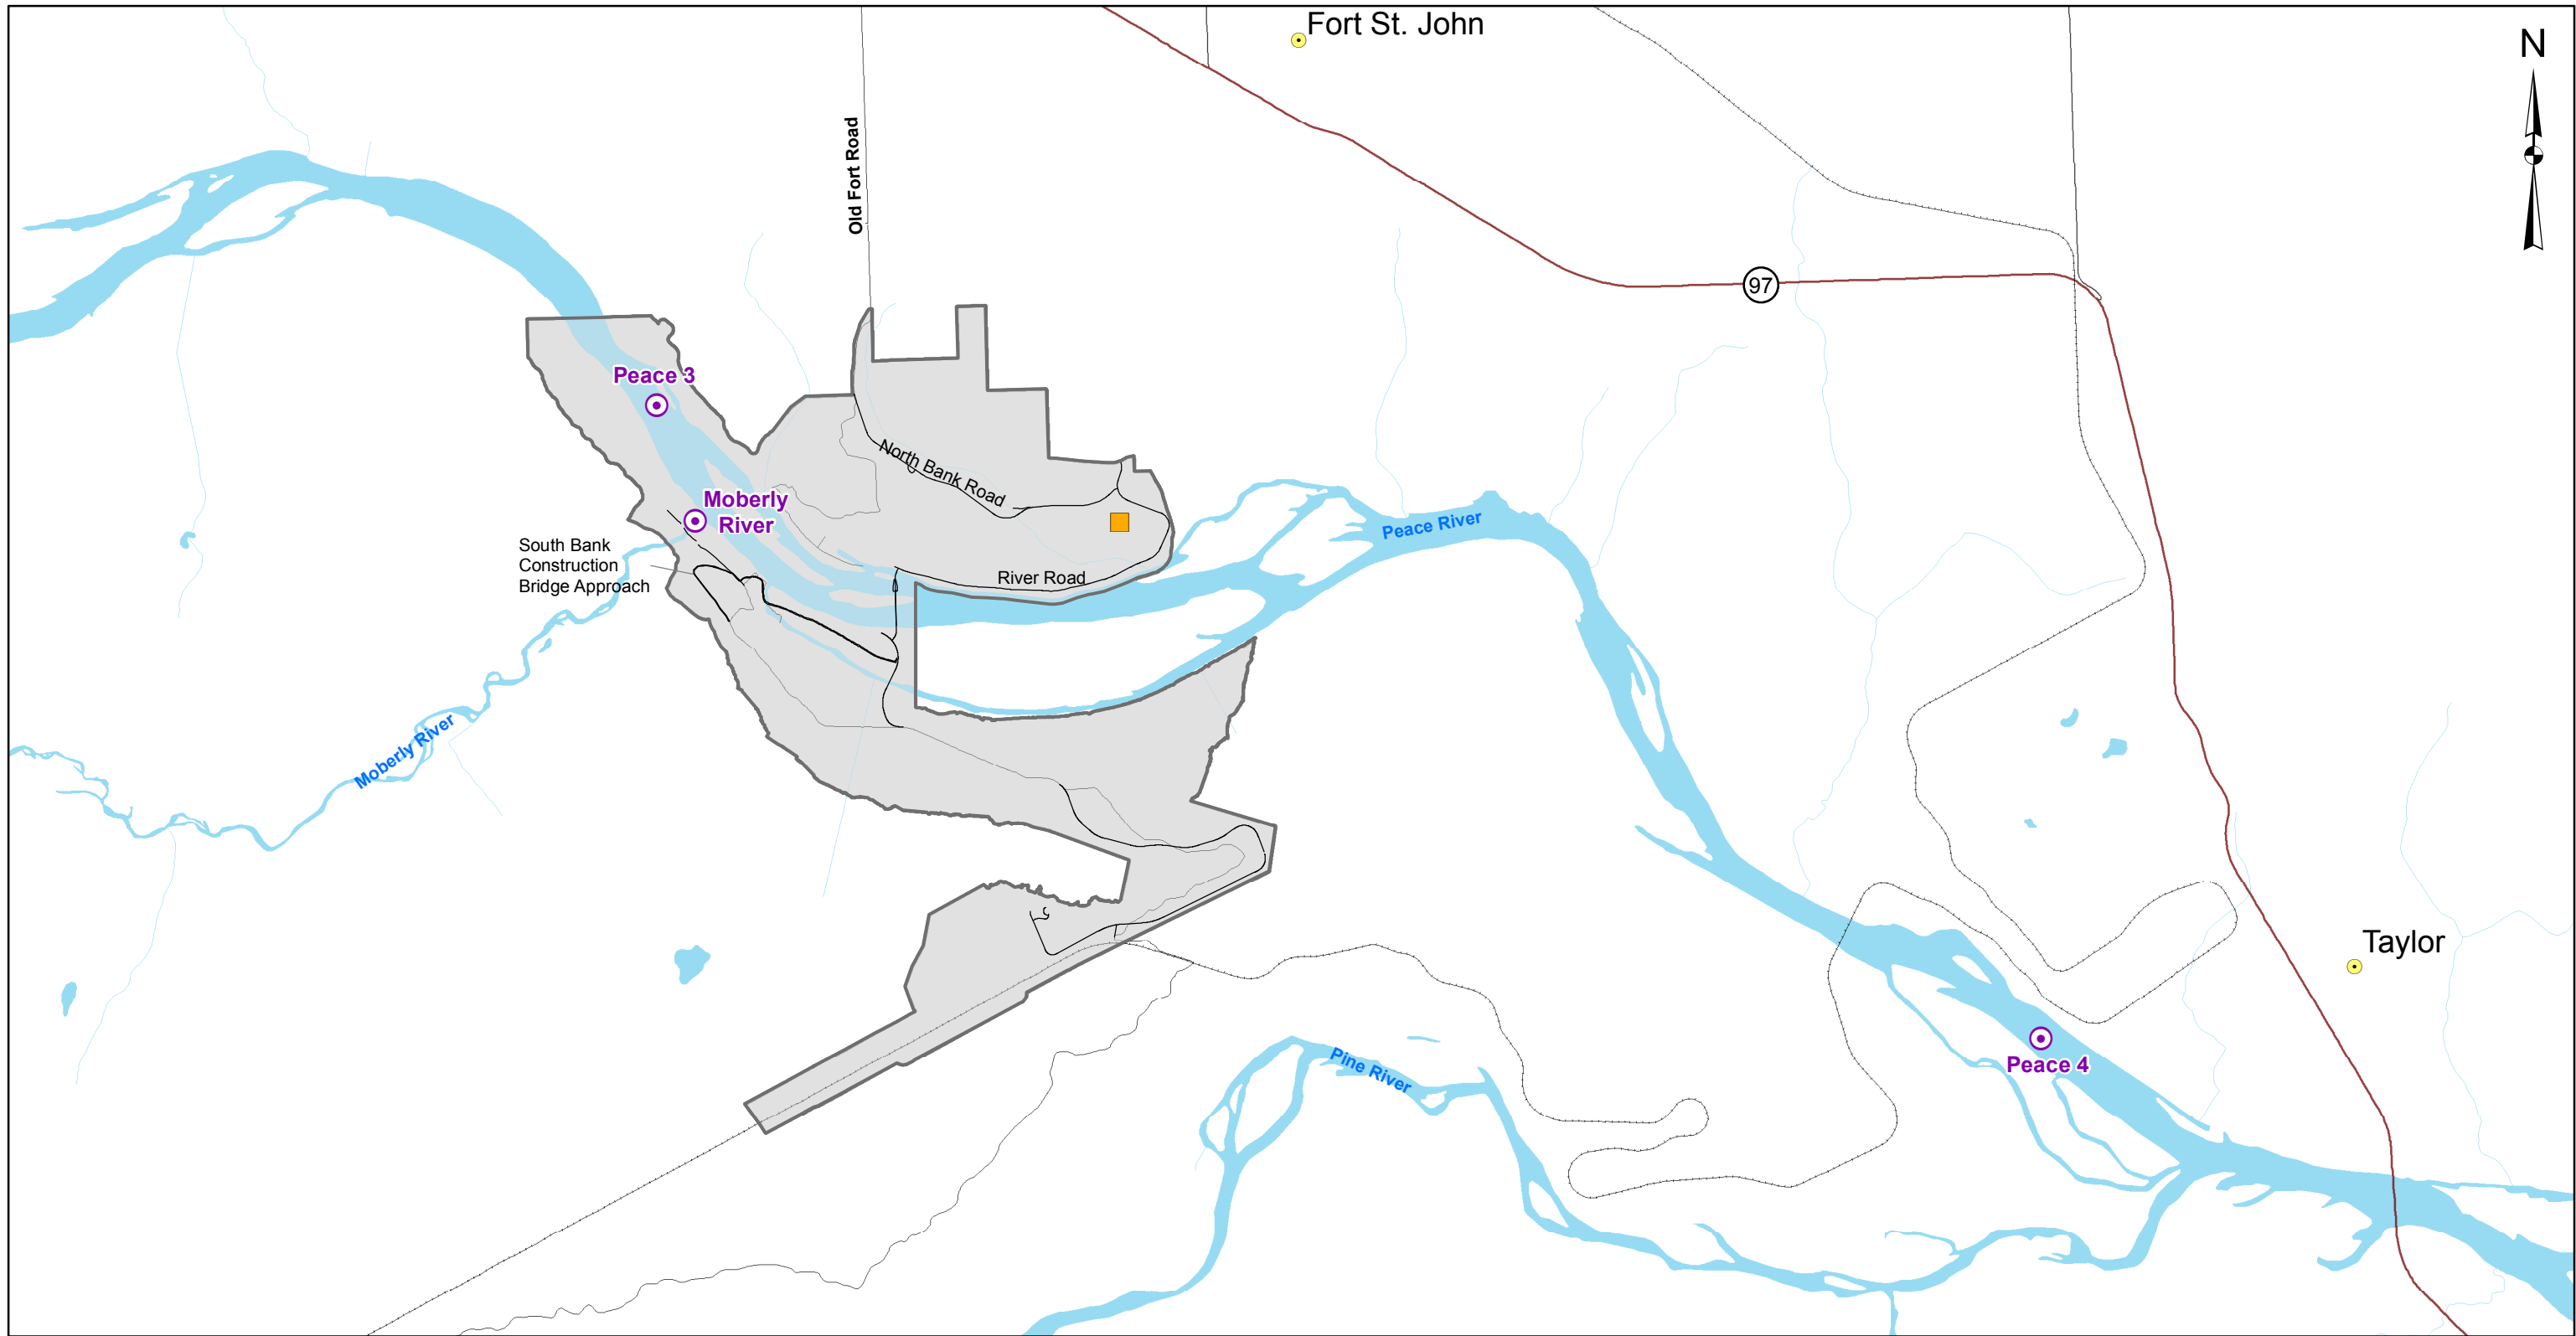 Fort St. John
N
Old Fort Road
97
Peace 3
North Bank Road
Moberly
River
Peace River
South Bank
Construction
Bridge Approach
River Road
Moberly River
Taylor
Pine River
Peace 4